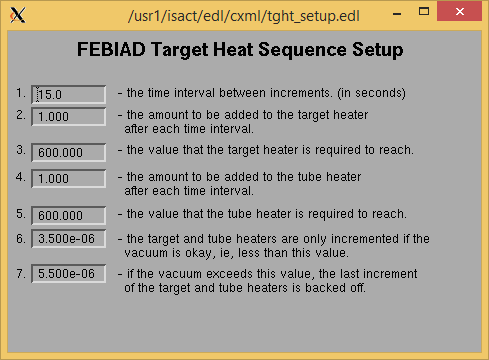 /usr1/isact/edl/cxml/tght_setup.edl
FEBIAD Target Heat Sequence Setup
1. 15.0 - the time interval between increments. (in seconds)
2. 1.000 - the amount to be added to the target heater
after each time interval.
3. 600.000 - the value that the target heater is required to reach.
4. 1.000 - the amount to be added to the tube heater
after each time interval.
5. 600.000 - the value that the tube heater is required to reach.
6. 3.500e-06 - the target and tube heaters are only incremented if the
vacuum is okay, ie, less than this value.
7. 5.500e-06 - if the vacuum exceeds this value, the last increment
of the target and tube heaters is backed off.